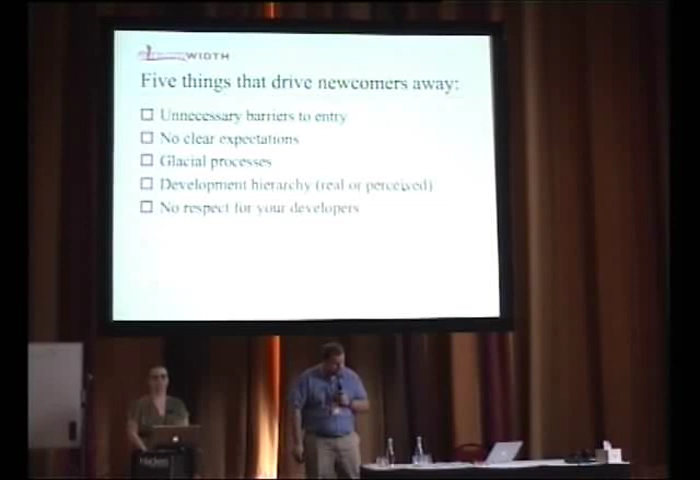 WIDTH
Five things that drive newcomers away:
Unnecessary barriers to entry
No clear expectations
Glacial processes
Development hierarchy (real or perceived)
No respect for your developers